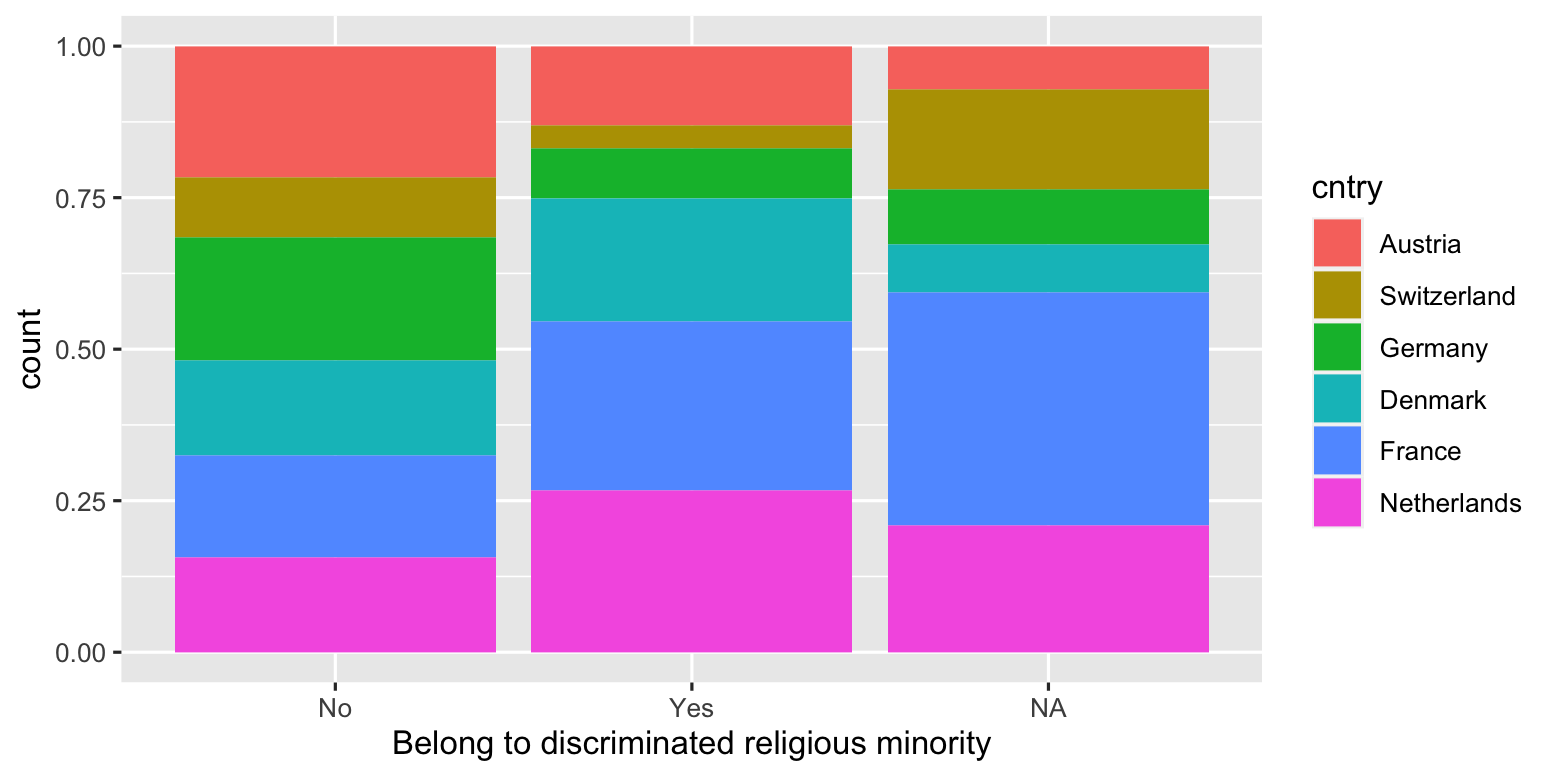 1.00
0.75
0.50
0.25
0.00
count
No
Yes
NA
Belong to discriminated religious minority
cntry
Austria
Switzerland
Germany
Denmark
France
Netherlands